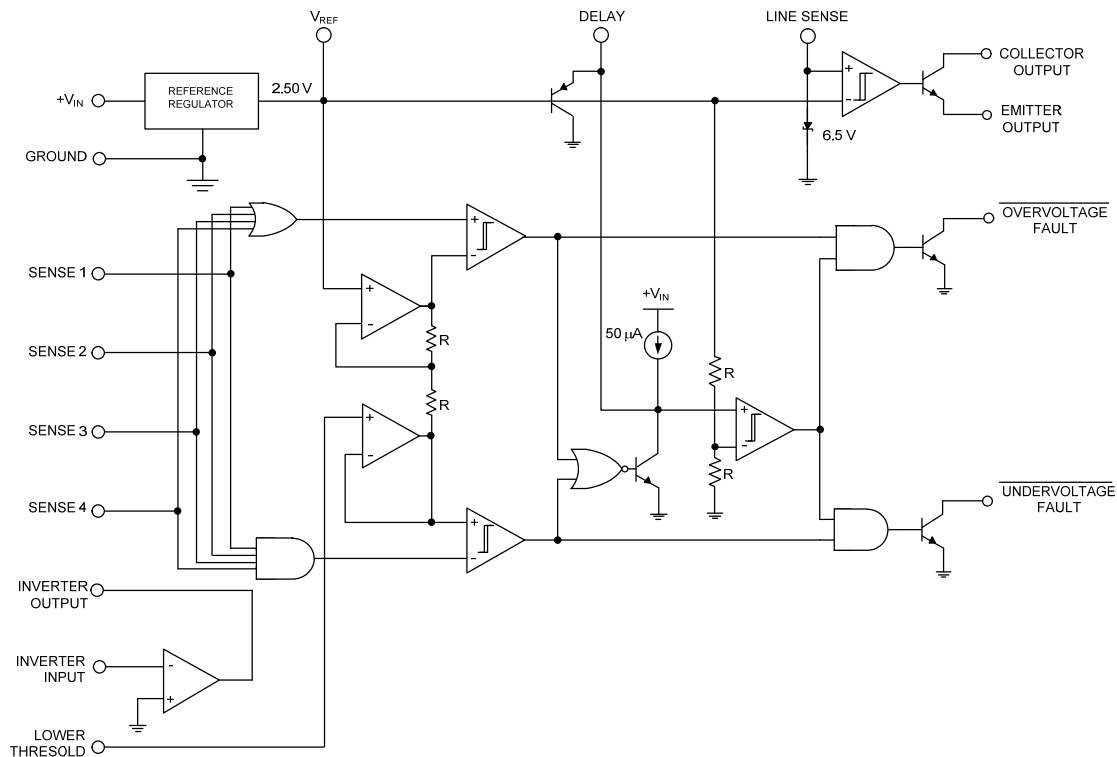 VREF
DELAY
LINE SENSE
COLLECTOR
OUTPUT
EMITTER
OUTPUT
+VIN
REFERENCE
REGULATOR
2.50 V
+
-
6.5 V
GROUND
OVERVOLTAGE
FAULT
+
-
SENSE 1
+
-
R
+VIN
50 µA
SENSE 2
R
R
+
-
SENSE 3
+
-
R
SENSE 4
UNDERVOLTAGE
FAULT
+
-
INVERTER
OUTPUT
INVERTER
INPUT
-
+
LOWER
THRESOLD